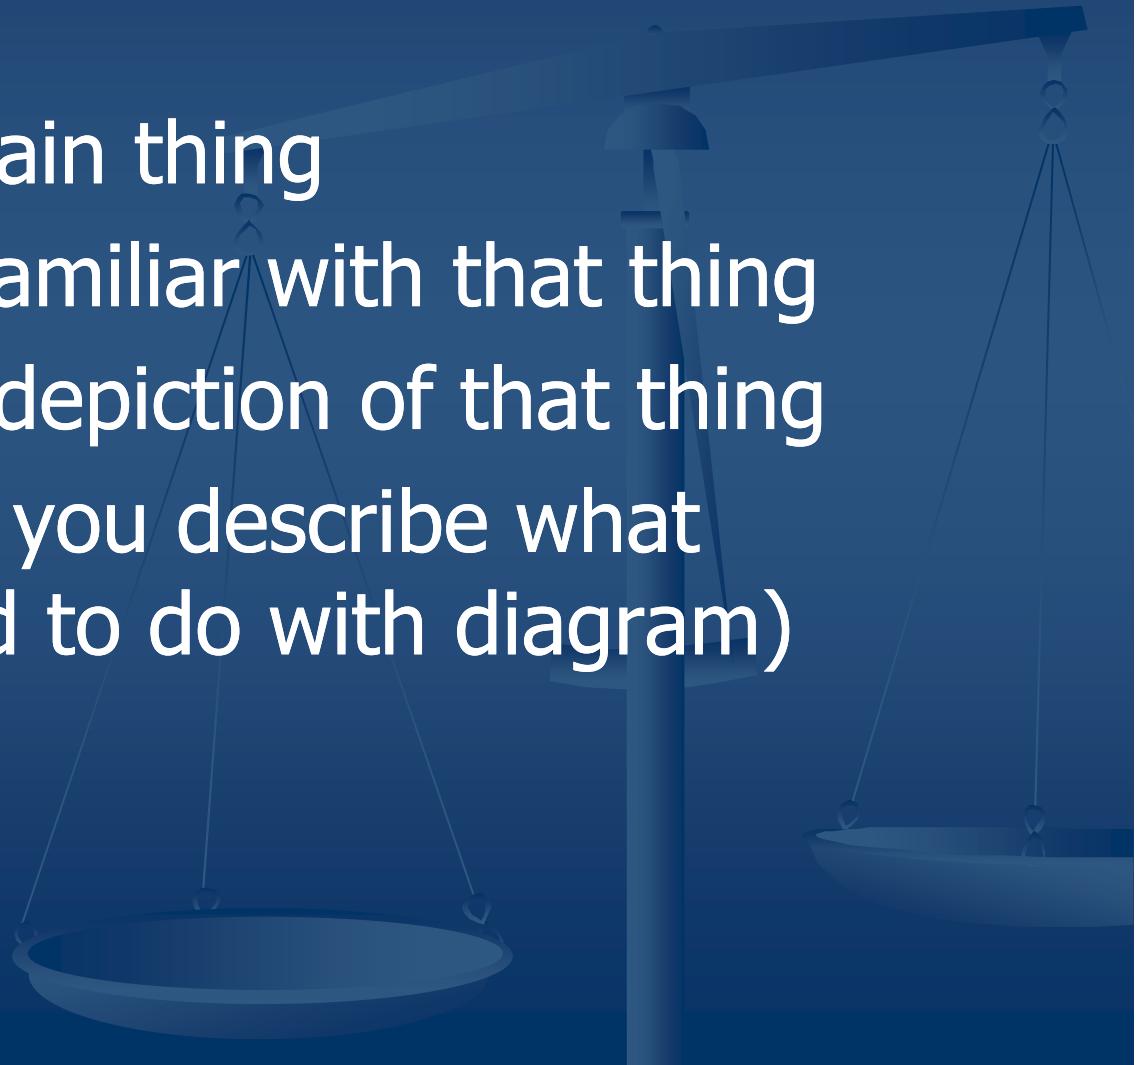 ain thing
amiliar with that thing
depiction of that thing
you describe what
d to do with diagram)